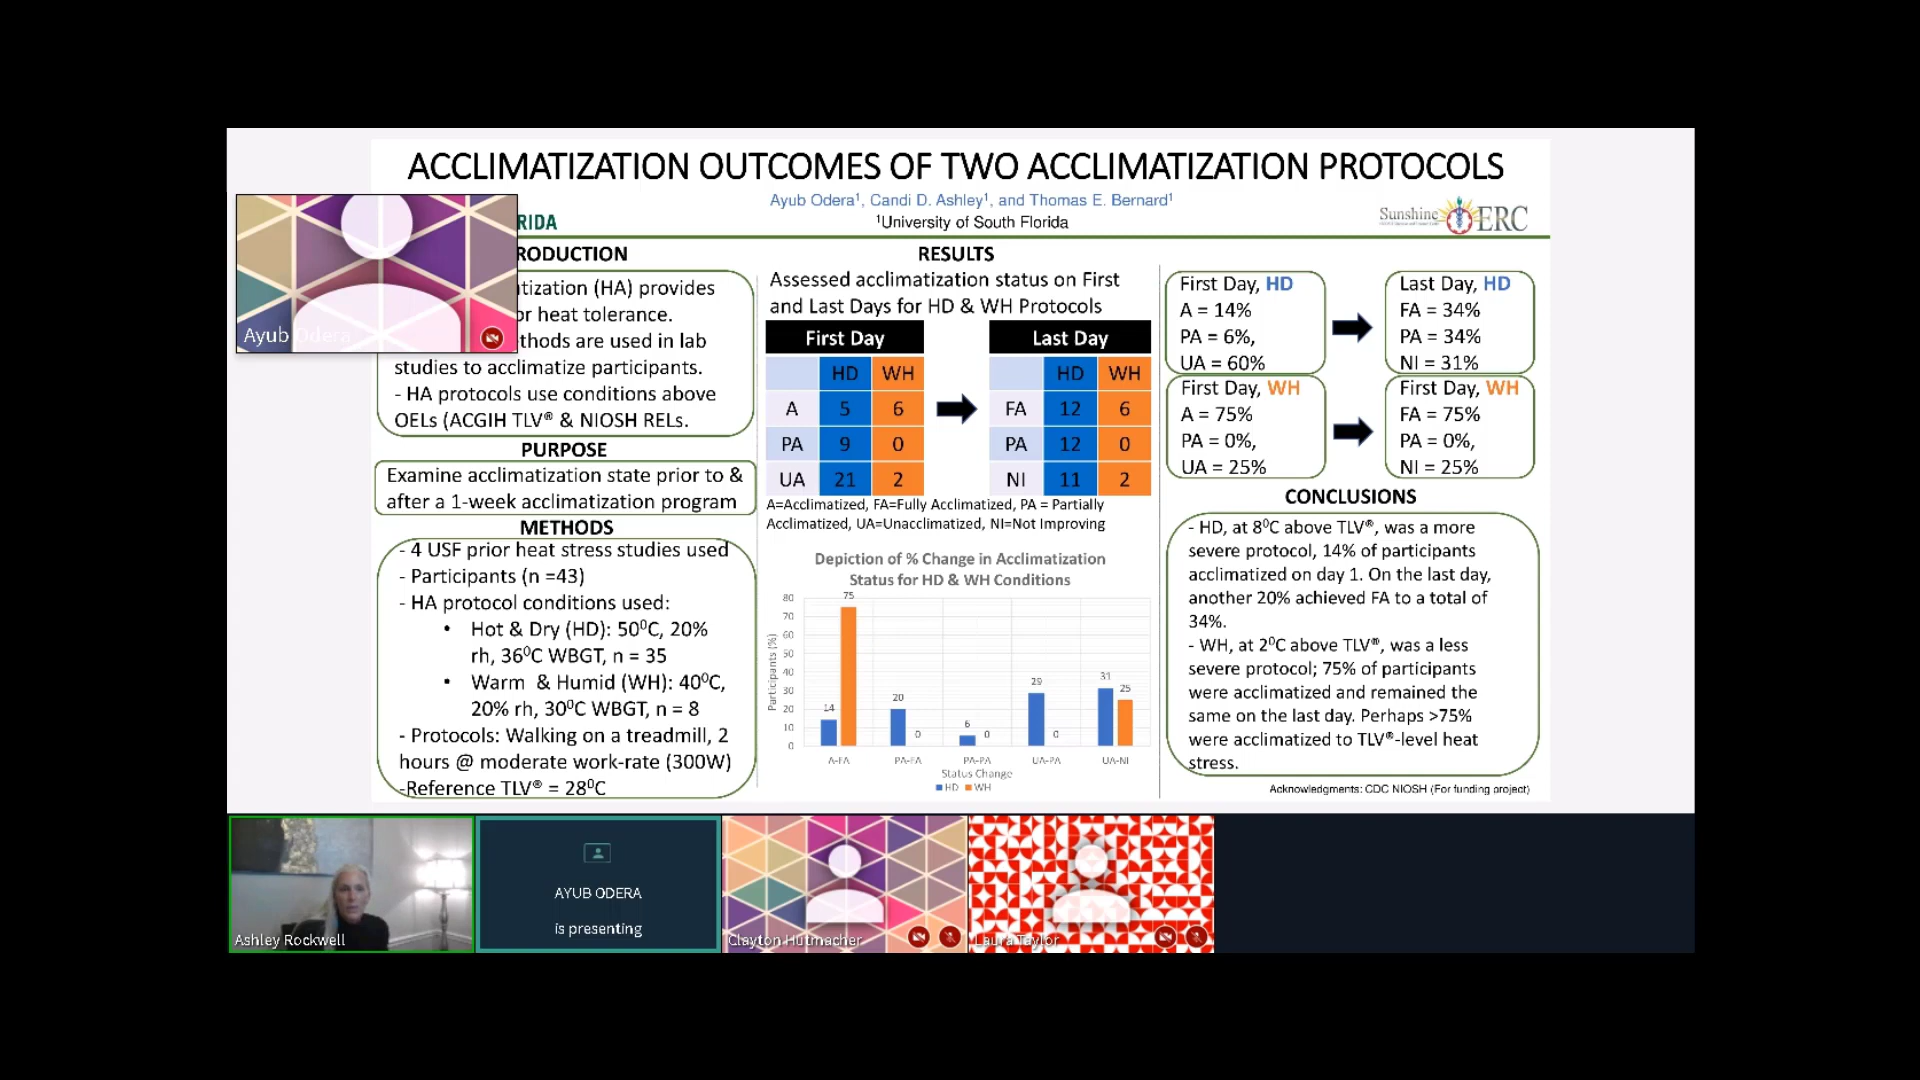 ACCLIMATIZATION OUTCOMES OF TWO ACCLIMATIZATION PROTOCOLS
Ayub Odera¹, Candi D. Ashley¹, and Thomas E. Bernard¹
¹University of South Florida
RIDA
Sunshine ERC
Ayub Odera
RODUCTION
tization (HA) provides
or heat tolerance.
thods are used in lab
studies to acclimatize participants.
- HA protocols use conditions above
OELs (ACGIH TLV® & NIOSH RELs.
PURPOSE
Examine acclimatization state prior to &
after a 1-week acclimatization program
METHODS
- 4 USF prior heat stress studies used
- Participants (n =43)
- HA protocol conditions used:
• Hot & Dry (HD): 50⁰C, 20%
rh, 36⁰C WBGT, n = 35
• Warm & Humid (WH): 40⁰C,
20% rh, 30⁰C WBGT, n = 8
- Protocols: Walking on a treadmill, 2
hours @ moderate work-rate (300W)
-Reference TLV® = 28⁰C
RESULTS
Assessed acclimatization status on First
and Last Days for HD & WH Protocols
First Day
HD WH
A 5 6
PA 9 0
UA 21 2
Last Day
HD WH
FA 12 6
PA 12 0
NI 11 2
A=Acclimatized, FA=Fully Acclimatized, PA = Partially
Acclimatized, UA=Unacclimatized, NI=Not Improving
Depiction of % Change in Acclimatization
Status for HD & WH Conditions
Participants (%)
80
70
60
50
40
30
20
10
0
14 75
20 0
6 0
29 0
31 25
A-FA PA-FA PA-PA UA-PA UA-NI
Status Change
HD WH
First Day, HD
A = 14%
PA = 6%,
UA = 60%
Last Day, HD
FA = 34%
PA = 34%
NI = 31%
First Day, WH
A = 75%
PA = 0%,
UA = 25%
First Day, WH
FA = 75%
PA = 0%,
NI = 25%
CONCLUSIONS
- HD, at 8⁰C above TLV®, was a more
severe protocol, 14% of participants
acclimatized on day 1. On the last day,
another 20% achieved FA to a total of
34%.
- WH, at 2⁰C above TLV®, was a less
severe protocol; 75% of participants
were acclimatized and remained the
same on the last day. Perhaps >75%
were acclimatized to TLV®-level heat
stress.
Acknowledgments: CDC NIOSH (For funding project)
Ashley Rockwell
AYUB ODERA
is presenting
Clayton Hutmacher
Laura Taylor